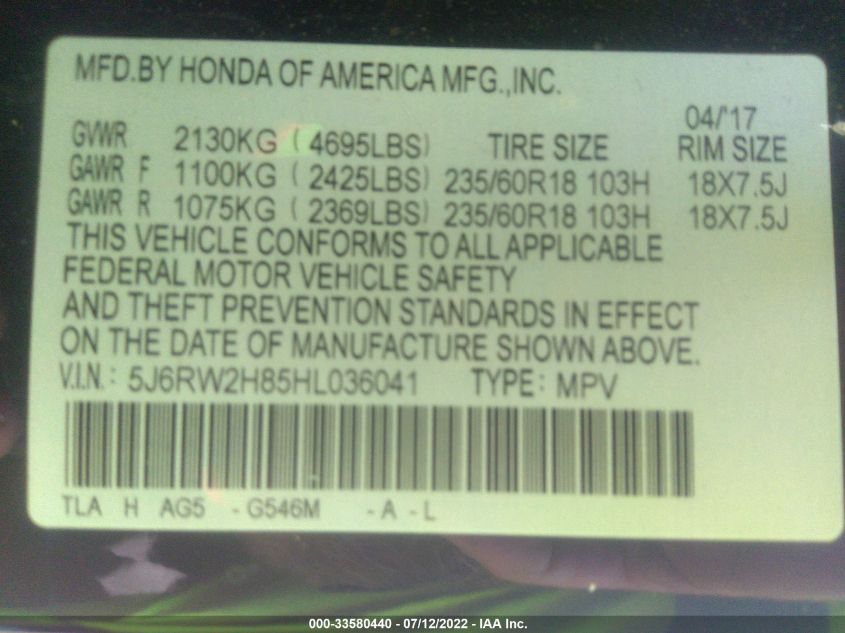 MFD.BY HONDA OF AMERICA MFG.,INC.
04/'17
GVWR 2130KG ( 4695LBS) TIRE SIZE RIM SIZE
GAWR F 1100KG ( 2425LBS) 235/60R18 103H 18X7.5J
GAWR R 1075KG ( 2369LBS) 235/60R18 103H 18X7.5J
THIS VEHICLE CONFORMS TO ALL APPLICABLE
FEDERAL MOTOR VEHICLE SAFETY
AND THEFT PREVENTION STANDARDS IN EFFECT
ON THE DATE OF MANUFACTURE SHOWN ABOVE.
V.I.N.: 5J6RW2H85HL036041 TYPE: MPV
TLA H AG5 - G546M - A - L
000-33580440 - 07/12/2022 - IAA Inc.